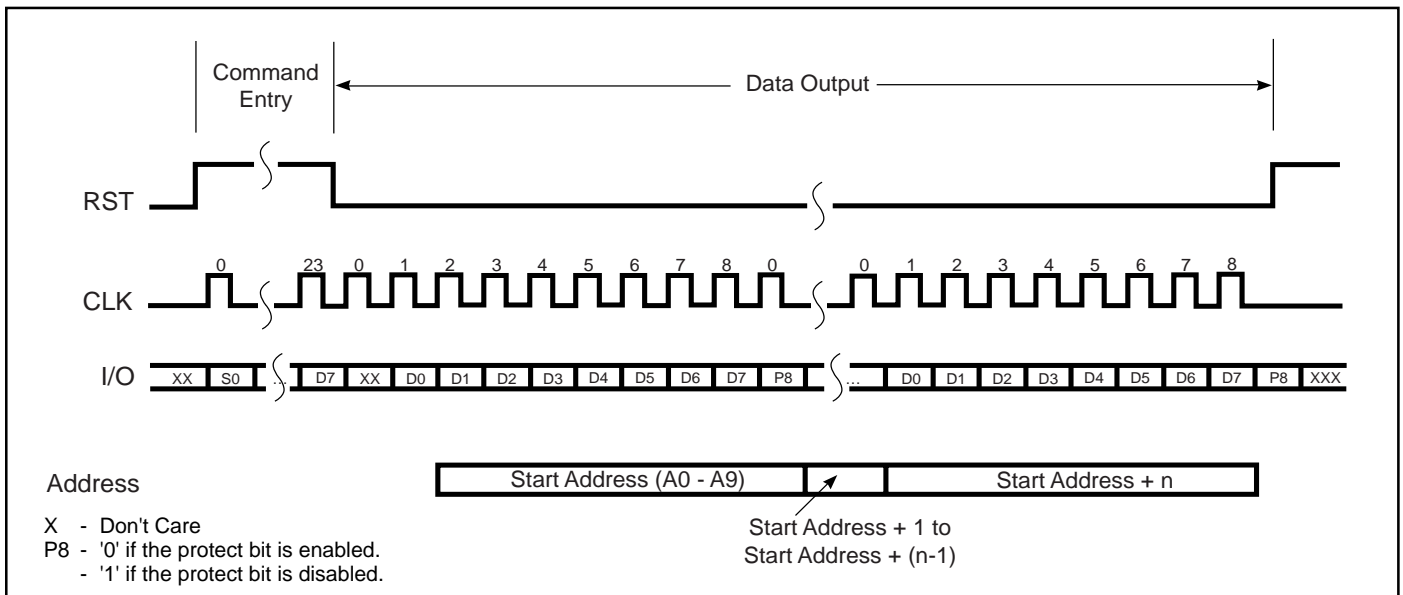 Command
Entry
Data Output
RST
0 23 0 1 2 3 4 5 6 7 8 0 0 1 2 3 4 5 6 7 8
CLK
I/O XX S0 ... D7 XX D0 D1 D2 D3 D4 D5 D6 D7 P8 ... D0 D1 D2 D3 D4 D5 D6 D7 P8 XXX
Address
Start Address (A0 - A9)
Start Address + n
Start Address + 1 to
Start Address + (n-1)
X - Don't Care
P8 - '0' if the protect bit is enabled.
- '1' if the protect bit is disabled.